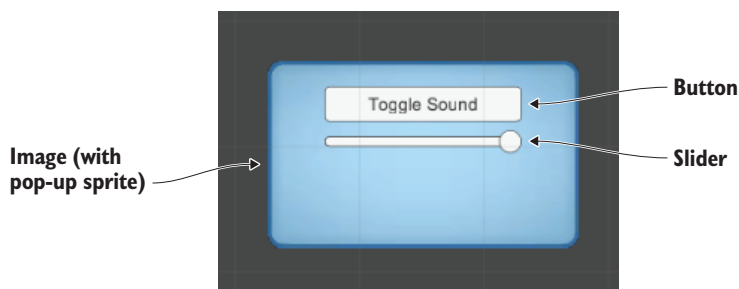 Toggle Sound
Button
Slider
Image (with
pop-up sprite)